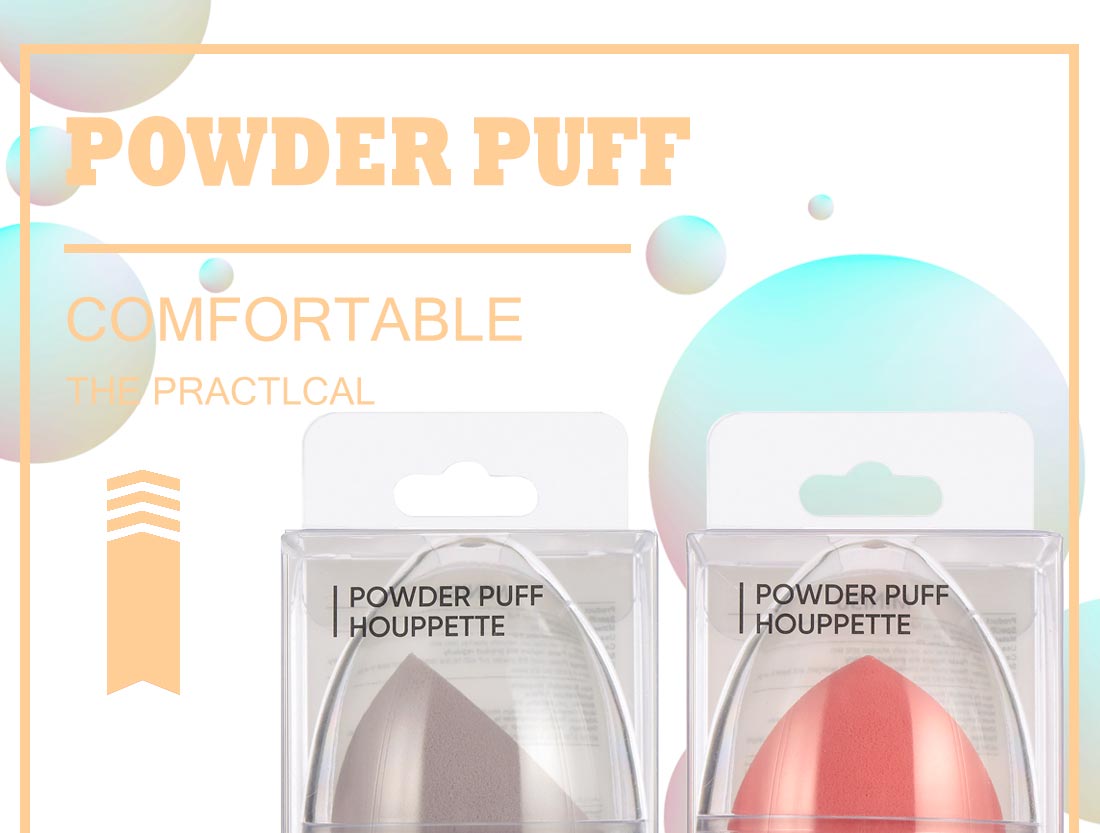 POWDER PUFF
COMFORTABLE
THE PRACTLCAL
POWDER PUFF
HOUPPETTE
POWDER PUFF
HOUPPETTE